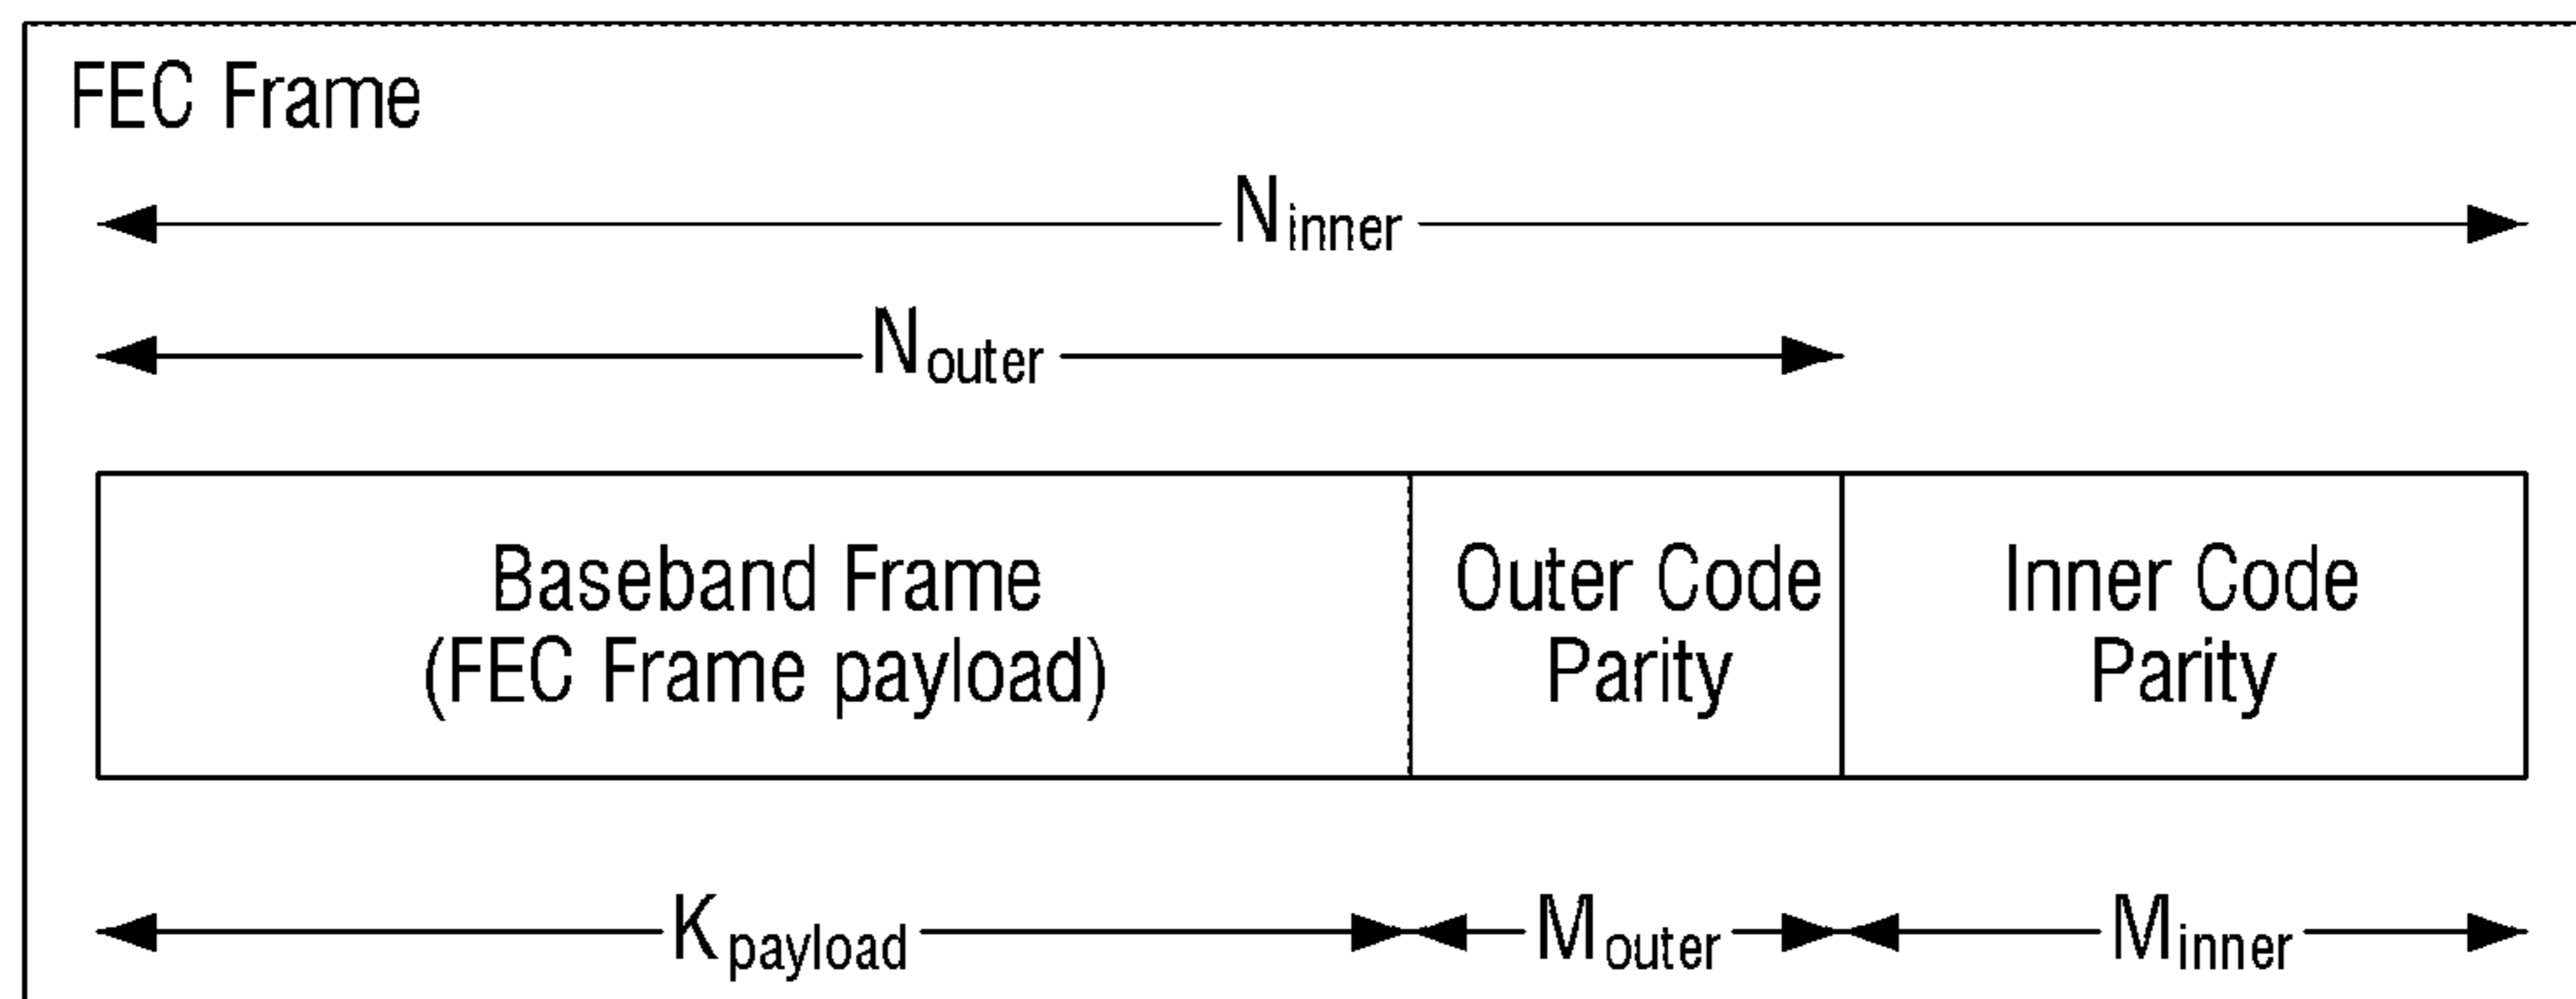 FEC Frame
Ninner
Nouter
Baseband Frame
(FEC Frame payload)
Outer Code
Parity
Inner Code
Parity
Kpayload
Mouter
Minner